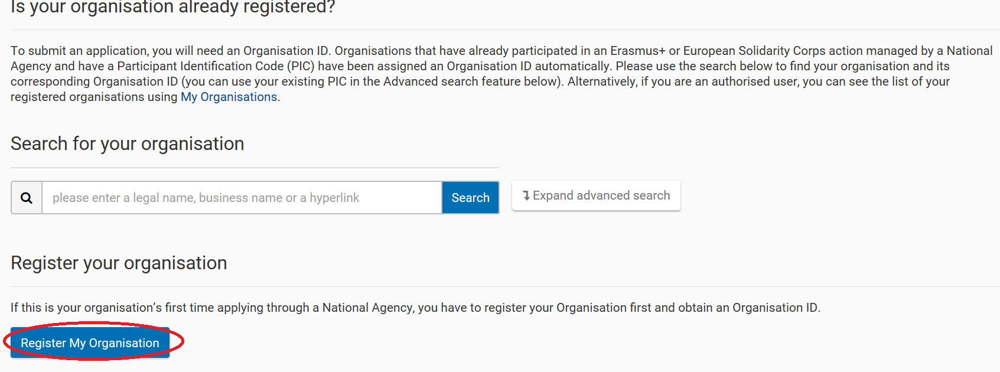 Is your organisation already registered?
To submit an application, you will need an Organisation ID. Organisations that have already participated in an Erasmus+ or European Solidarity Corps action managed by a National
Agency and have a Participant Identification Code (PIC) have been assigned an Organisation ID automatically. Please use the search below to find your organisation and its
corresponding Organisation ID (you can use your existing PIC in the Advanced search feature below). Alternatively, if you are an authorised user, you can see the list of your
registered organisations using My Organisations.
Search for your organisation
please enter a legal name, business name or a hyperlink
Search
Expand advanced search
Register your organisation
If this is your organisation’s first time applying through a National Agency, you have to register your Organisation first and obtain an Organisation ID.
Register My Organisation